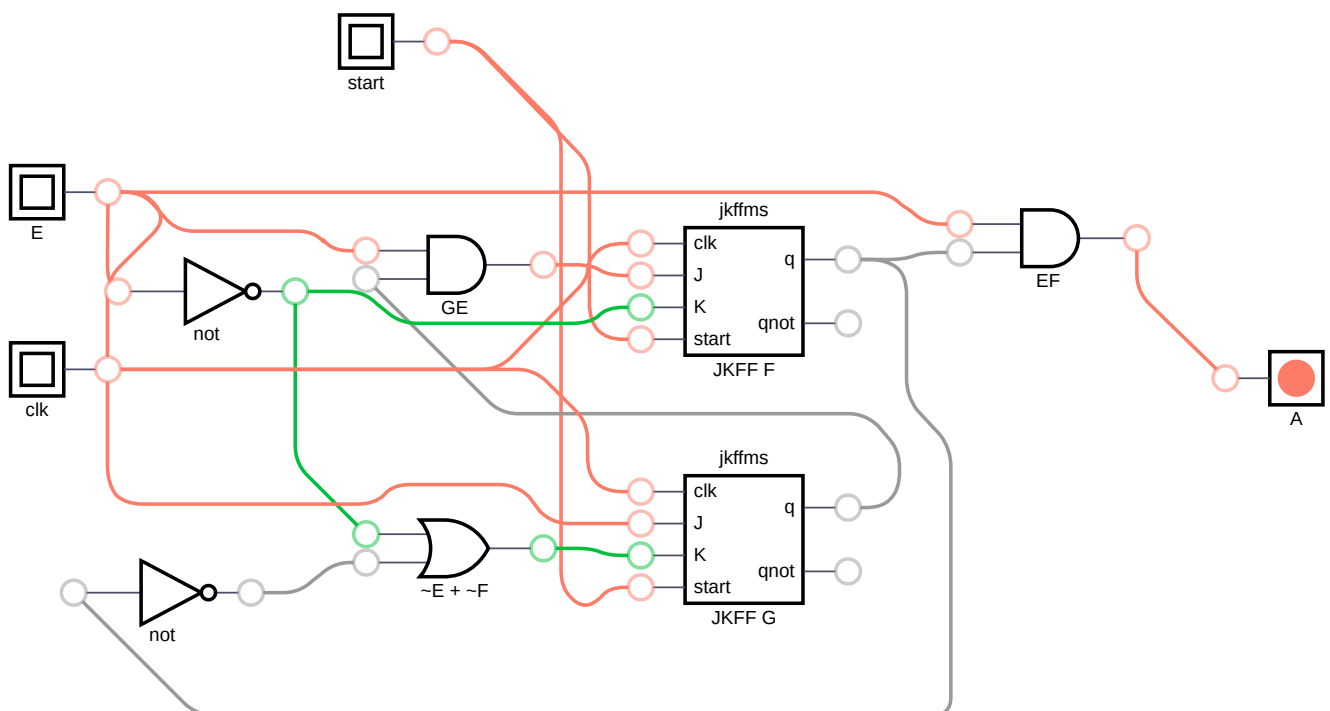 start
E
jkffms
clk
J
K
start
q
qnot
JKFF F
GE
not
EF
clk
A
jkffms
clk
J
K
start
q
qnot
JKFF G
~E + ~F
not